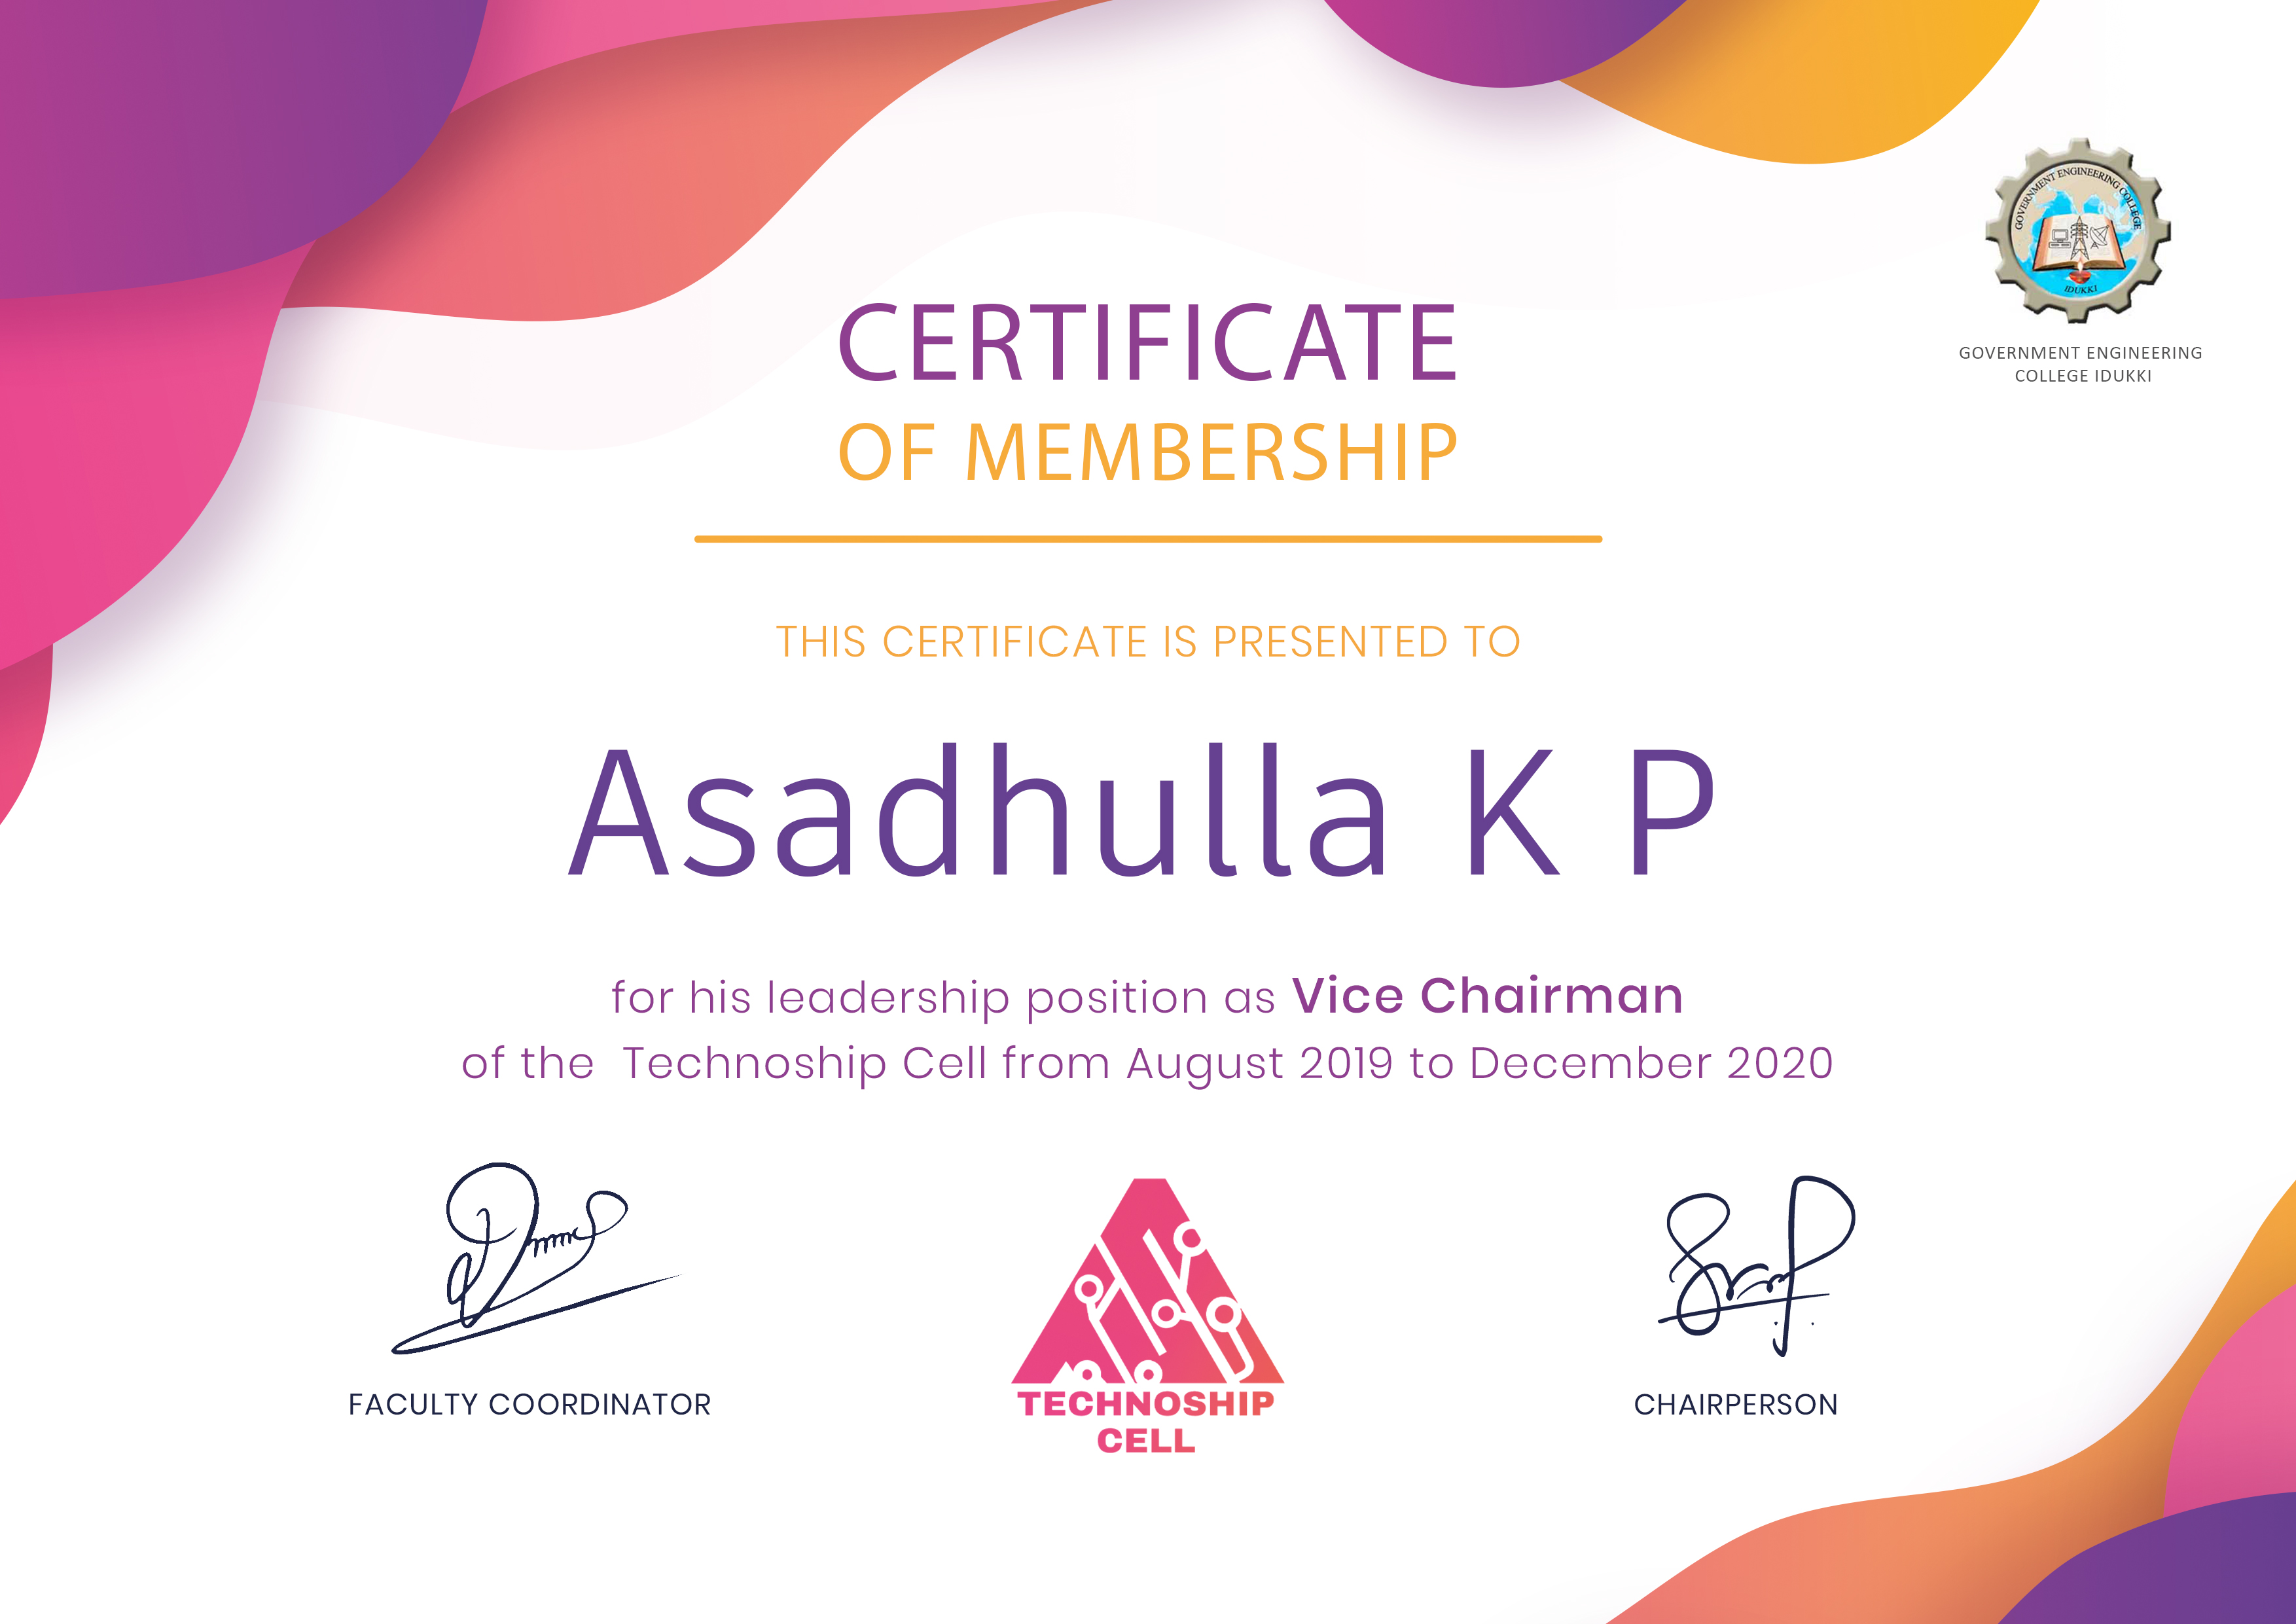 GOVERNMENT ENGINEERING COLLEGE
IDUKKI
GOVERNMENT ENGINEERING
COLLEGE IDUKKI
CERTIFICATE
OF MEMBERSHIP
THIS CERTIFICATE IS PRESENTED TO
Asadhulla K P
for his leadership position as Vice Chairman
of the Technoship Cell from August 2019 to December 2020
FACULTY COORDINATOR
TECHNOSHIP
CELL
CHAIRPERSON